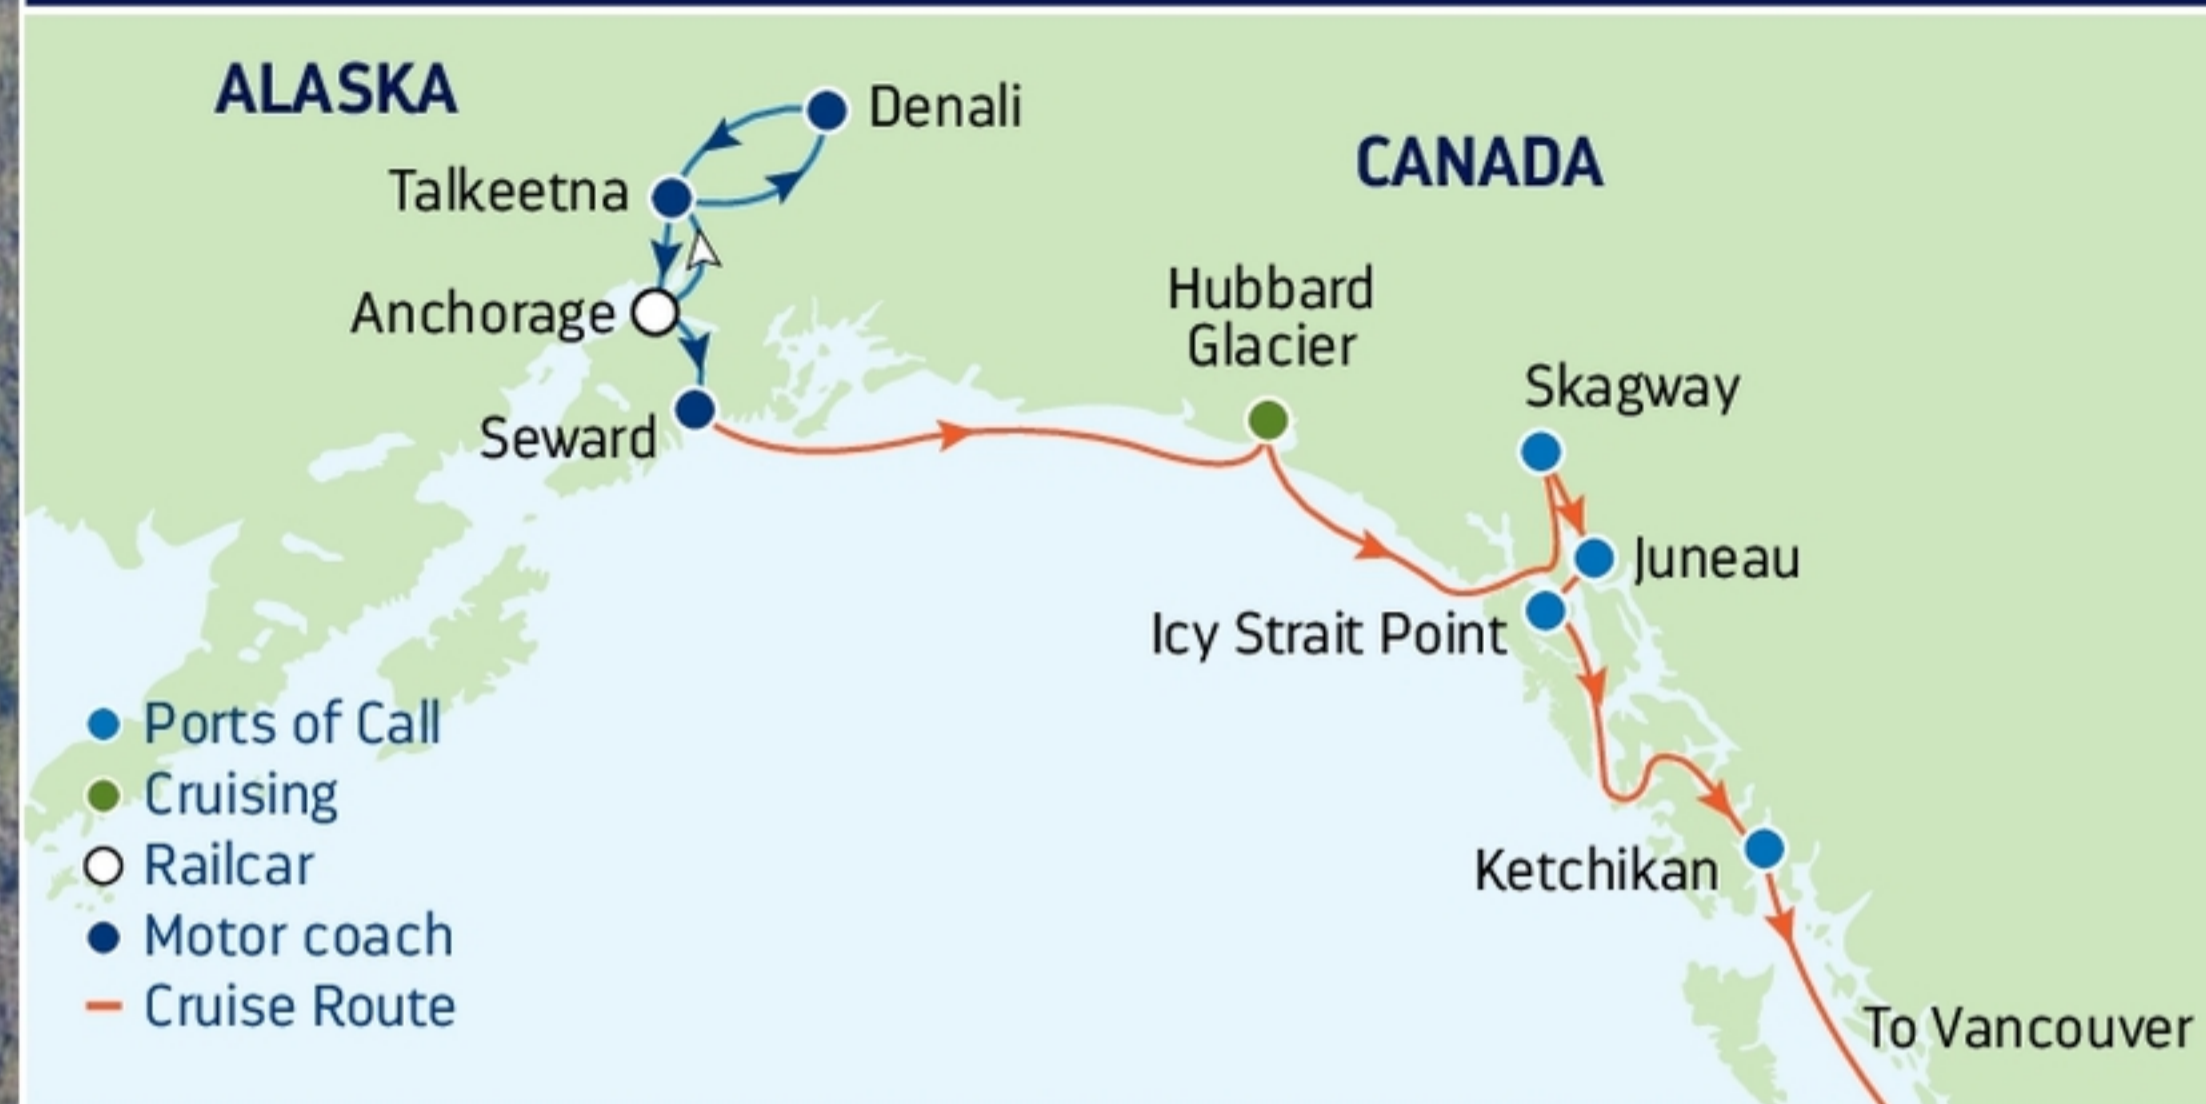 ALASKA
Denali
CANADA
Talkeetna
Anchorage
Hubbard
Glacier
Skagway
Seward
Juneau
Icy Strait Point
Ports of Call
Cruising
Railcar
Ketchikan
Motor coach
Cruise Route
To Vancouver